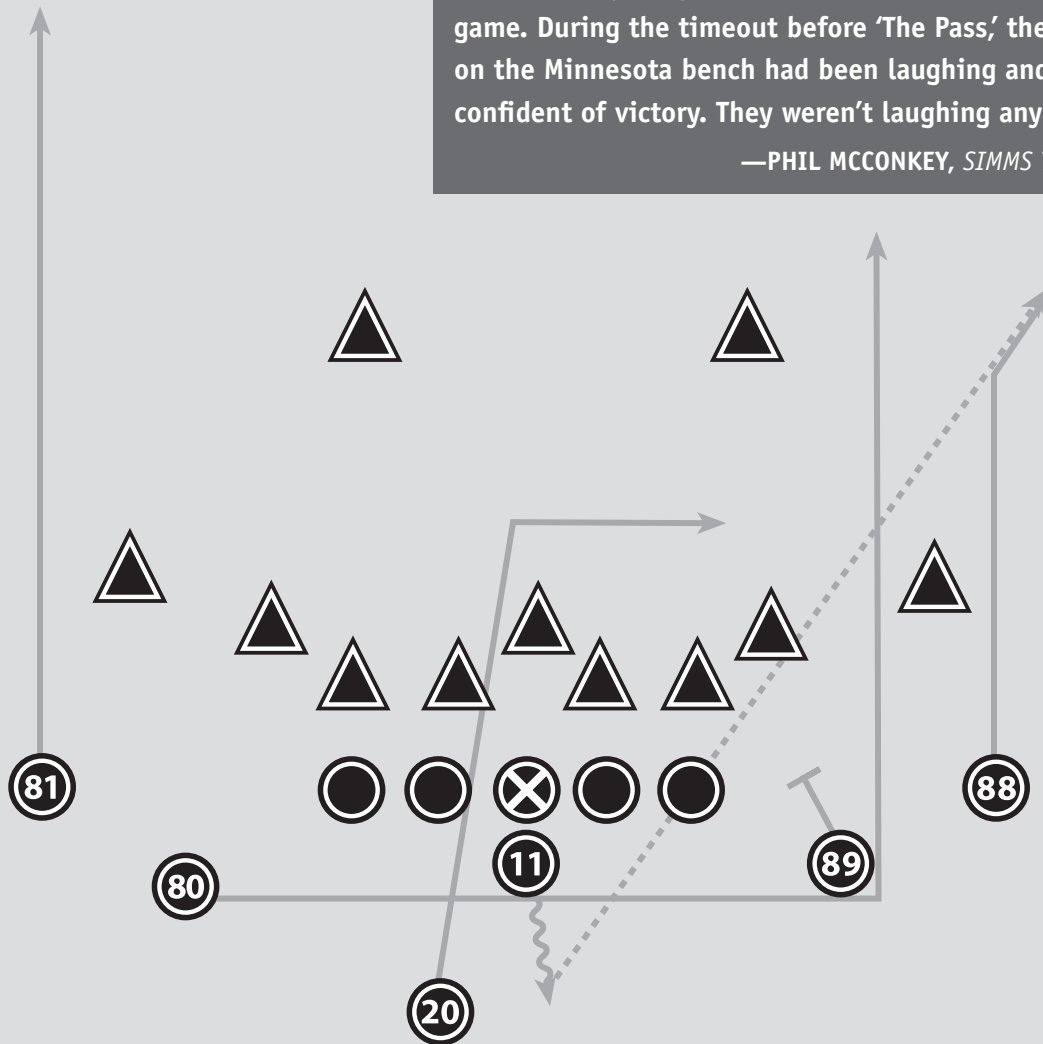 game. During the timeout before ‘The Pass,’ the
on the Minnesota bench had been laughing and
confident of victory. They weren’t laughing any
—PHIL MCCONKEY, SIMMS
81
88
11
89
80
20